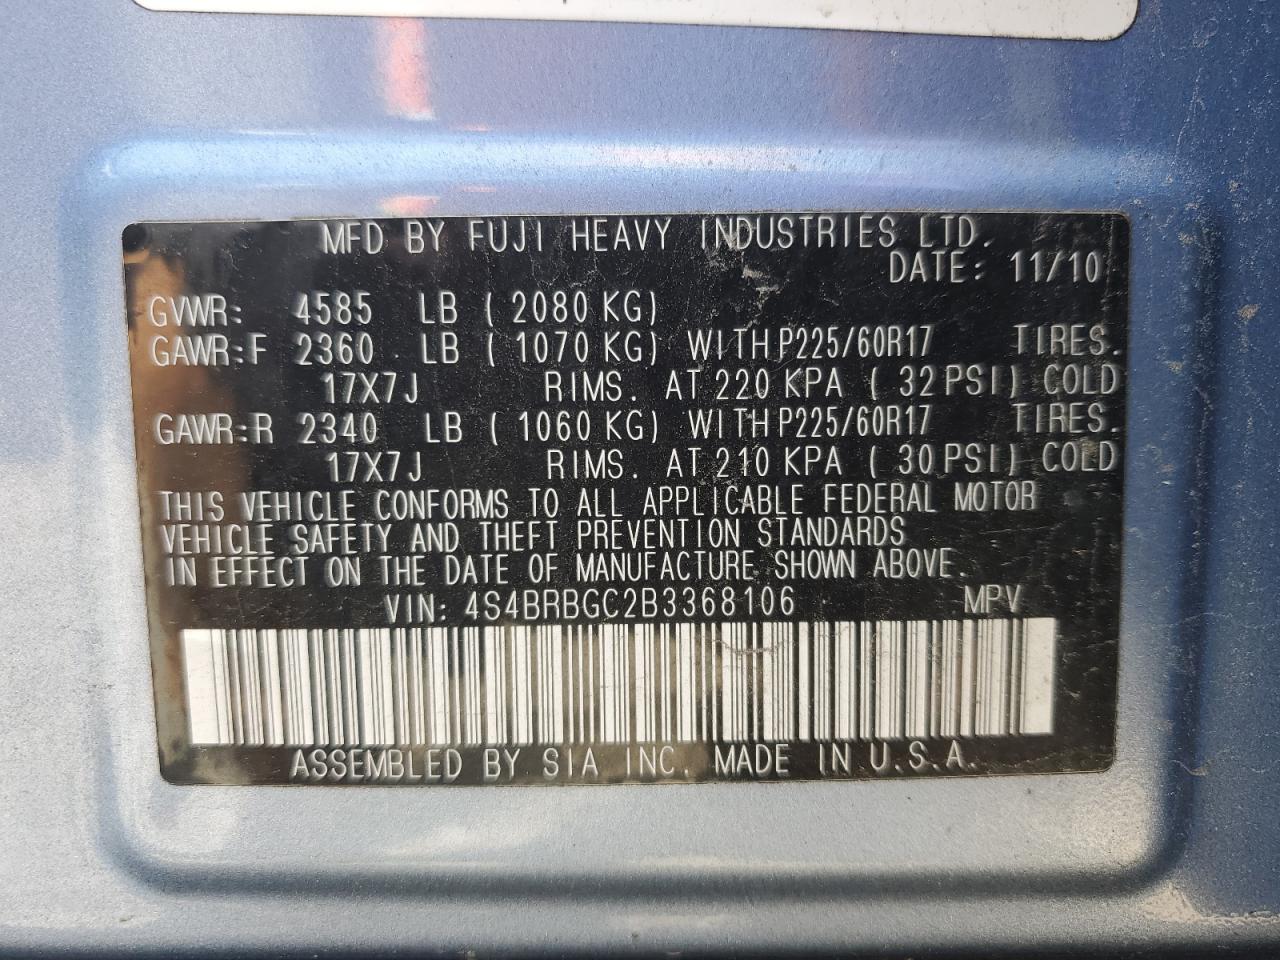 MFD BY FUJI HEAVY INDUSTRIES LTD.
DATE: 11/10
GVWR: 4585 LB ( 2080 KG)
GAWR:F 2360 LB ( 1070 KG) WITH P225/60R17 TIRES.
17X7J RIMS. AT 220 KPA ( 32 PSI) COLD
GAWR:R 2340 LB ( 1060 KG) WITH P225/60R17 TIRES.
17X7J RIMS. AT 210 KPA ( 30 PSI) COLD
THIS VEHICLE CONFORMS TO ALL APPLICABLE FEDERAL MOTOR
VEHICLE SAFETY AND THEFT PREVENTION STANDARDS
IN EFFECT ON THE DATE OF MANUFACTURE SHOWN ABOVE.
VIN: 4S4BRBGC2B3368106 MPV
ASSEMBLED BY SIA INC. MADE IN U.S.A.